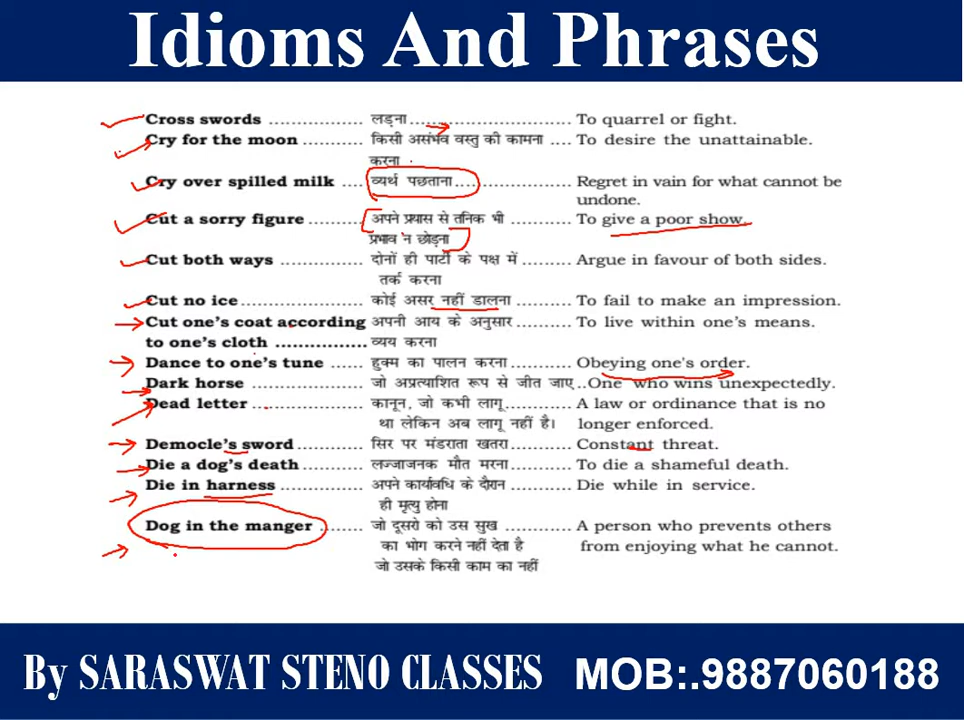 Idioms And Phrases
Cross swords .................. लड़ना.............................. To quarrel or fight.
Cry for the moon ........... किसी असंभव वस्तु की कामना .... To desire the unattainable.
करना
Cry over spilled milk .... व्यर्थ पछताना...................... Regret in vain for what cannot be
undone.
Cut a sorry figure .......... अपने प्रयास से तनिक भी ........... To give a poor show.
प्रभाव न छोड़ना
Cut both ways ............... दोनों ही पार्टी के पक्ष में ......... Argue in favour of both sides.
तर्क करना
Cut no ice...................... कोई असर नहीं डालना ............ To fail to make an impression.
Cut one's coat according अपनी आय के अनुसार ............ To live within one's means.
to one's cloth ................. व्यय करना
Dance to one's tune ...... हुक्म का पालन करना ............. Obeying one's order.
Dark horse .................... जो अप्रत्याशित रूप से जीत जाए ..One who wins unexpectedly.
Dead letter .................... कानून, जो कभी लागू............. A law or ordinance that is no
था लेकिन अब लागू नहीं है। longer enforced.
Democle's sword............ सिर पर मंडराता खतरा ............ Constant threat.
Die a dog's death ........... लज्जाजनक मौत मरना ............ To die a shameful death.
Die in harness ............... अपने कार्यावधि के दौरान .......... Die while in service.
ही मृत्यु होना
Dog in the manger ........ जो दूसरो को उस सुख ............ A person who prevents others
का भोग करने नहीं देता है from enjoying what he cannot.
जो उसके किसी काम का नहीं
By SARASWAT STENO CLASSES MOB:.9887060188